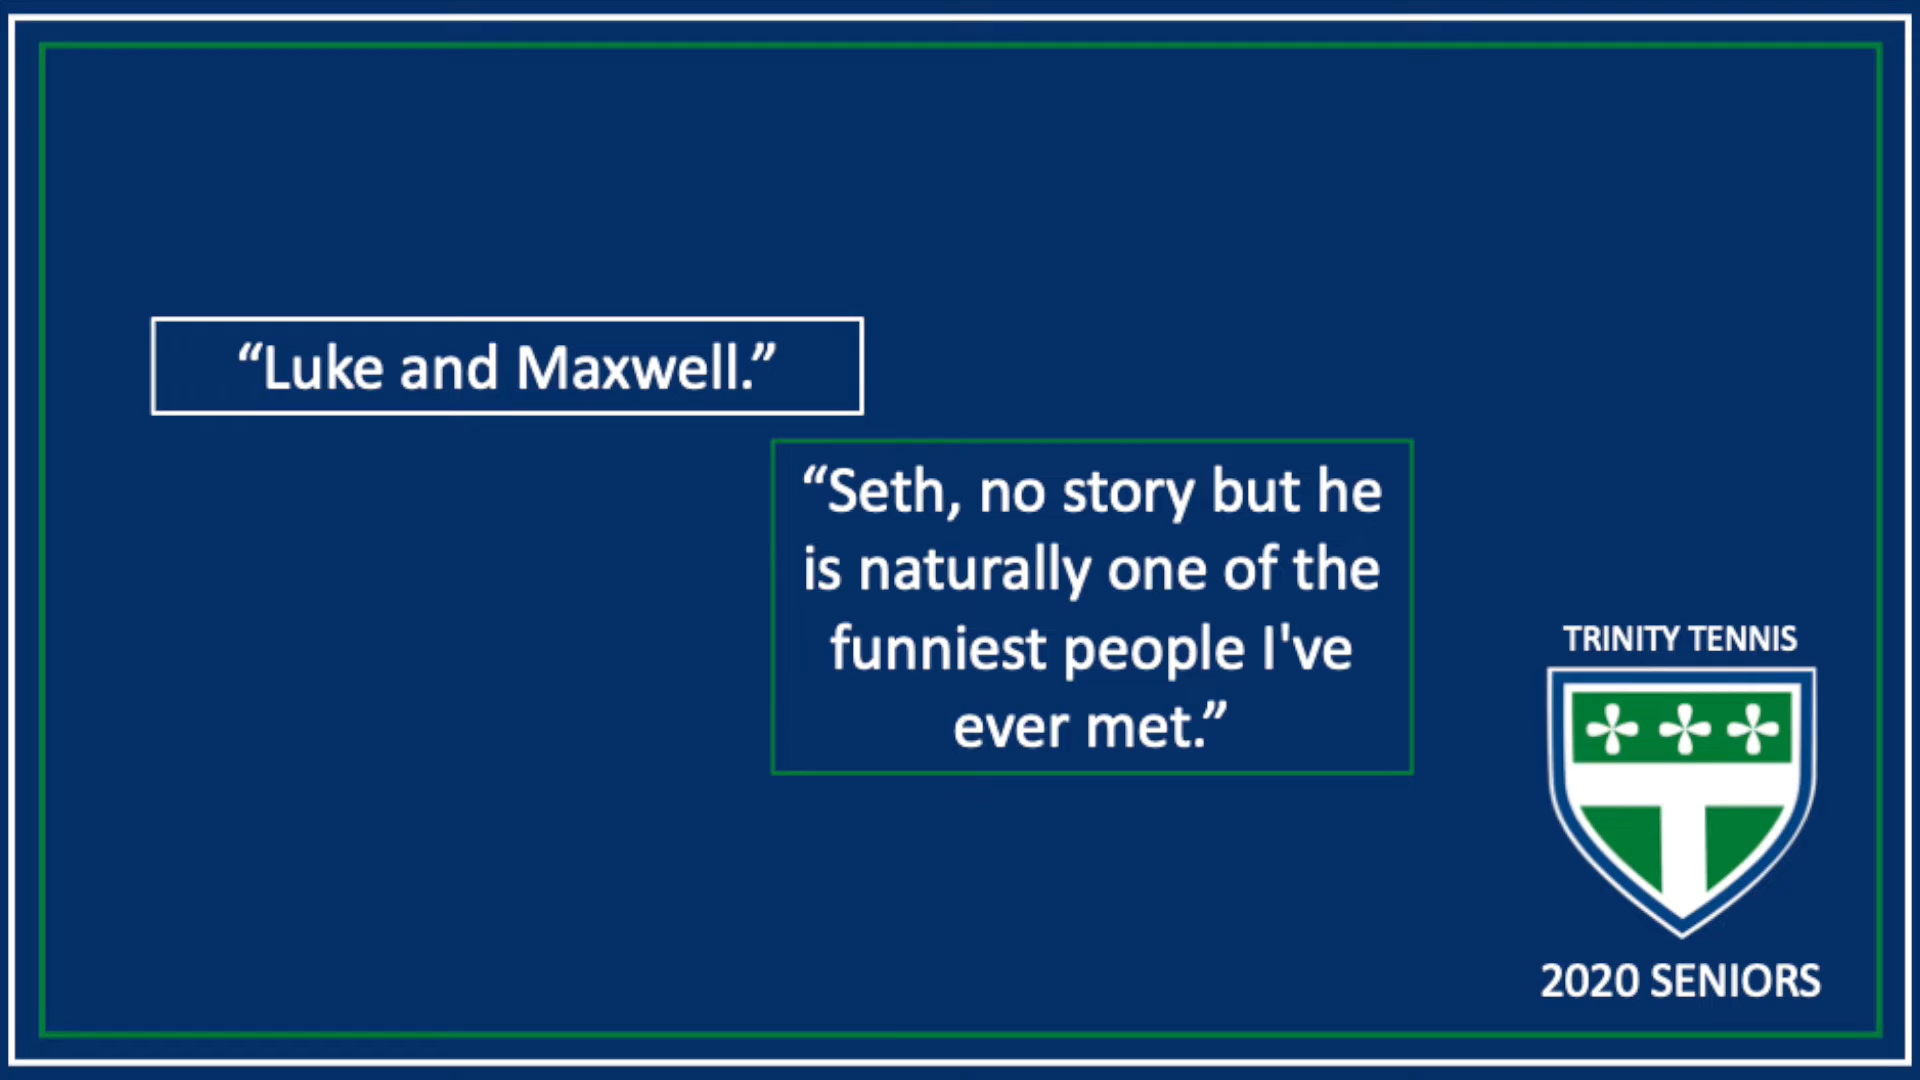 “Luke and Maxwell.”
“Seth, no story but he
is naturally one of the
funniest people I've
ever met.”
TRINITY TENNIS
2020 SENIORS